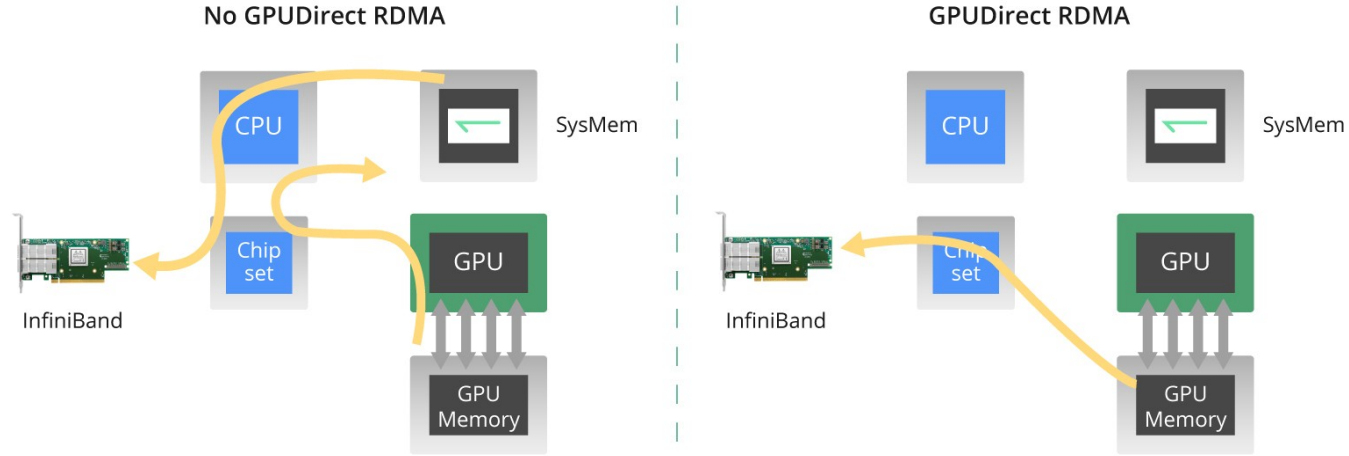 No GPUDirect RDMA
CPU
SysMem
Chip
set
GPU
InfiniBand
GPU
Memory
GPUDirect RDMA
CPU
SysMem
Chip
set
GPU
InfiniBand
GPU
Memory